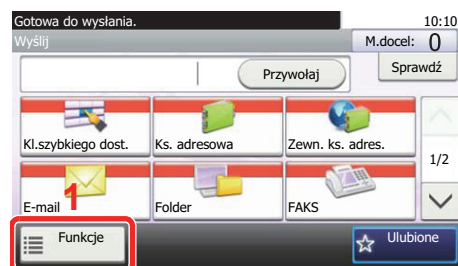 Gotowa do wysłania. 10:10
Wyślij M.docel: 0
Przywołaj Sprawdź
Kl.szybkiego dost. Ks. adresowa Zewn. ks. adres.
1/2
E-mail 1 Folder FAKS
Funkcje Ulubione